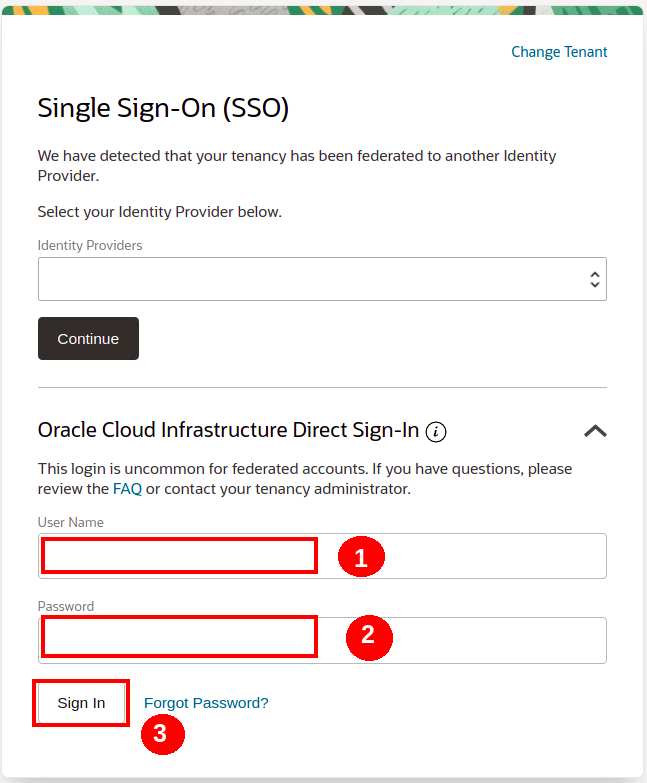 Change Tenant
Single Sign-On (SSO)
We have detected that your tenancy has been federated to another Identity
Provider.
Select your Identity Provider below.
Identity Providers
Continue
Oracle Cloud Infrastructure Direct Sign-In i
This login is uncommon for federated accounts. If you have questions, please
review the FAQ or contact your tenancy administrator.
User Name
1
Password
2
Sign In Forgot Password?
3